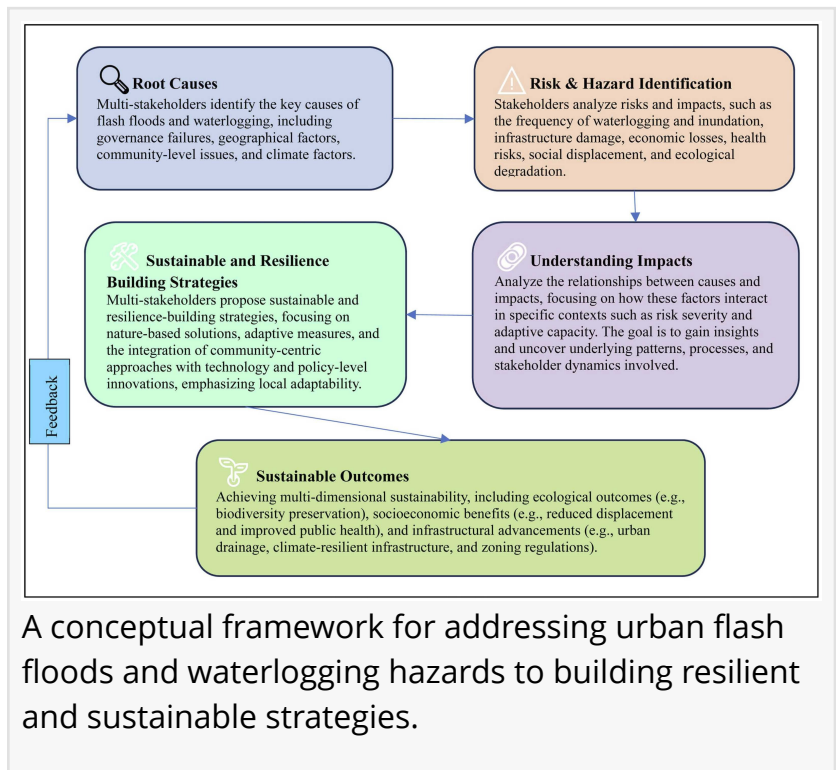 Root Causes
Multi-stakeholders identify the key causes of
flash floods and waterlogging, including
governance failures, geographical factors,
community-level issues, and climate factors.
Risk & Hazard Identification
Stakeholders analyze risks and impacts, such as
the frequency of waterlogging and inundation,
infrastructure damage, economic losses, health
risks, social displacement, and ecological
degradation.
Understanding Impacts
Analyze the relationships between causes and
impacts, focusing on how these factors interact
in specific contexts such as risk severity and
adaptive capacity. The goal is to gain insights
and uncover underlying patterns, processes, and
stakeholder dynamics involved.
Sustainable and Resilience
Building Strategies
Multi-stakeholders propose sustainable and
resilience-building strategies, focusing on
nature-based solutions, adaptive measures, and
the integration of community-centric
approaches with technology and policy-level
innovations, emphasizing local adaptability.
Sustainable Outcomes
Achieving multi-dimensional sustainability, including ecological outcomes (e.g.,
biodiversity preservation), socioeconomic benefits (e.g., reduced displacement
and improved public health), and infrastructural advancements (e.g., urban
drainage, climate-resilient infrastructure, and zoning regulations).
Feedback
A conceptual framework for addressing urban flash
floods and waterlogging hazards to building resilient
and sustainable strategies.